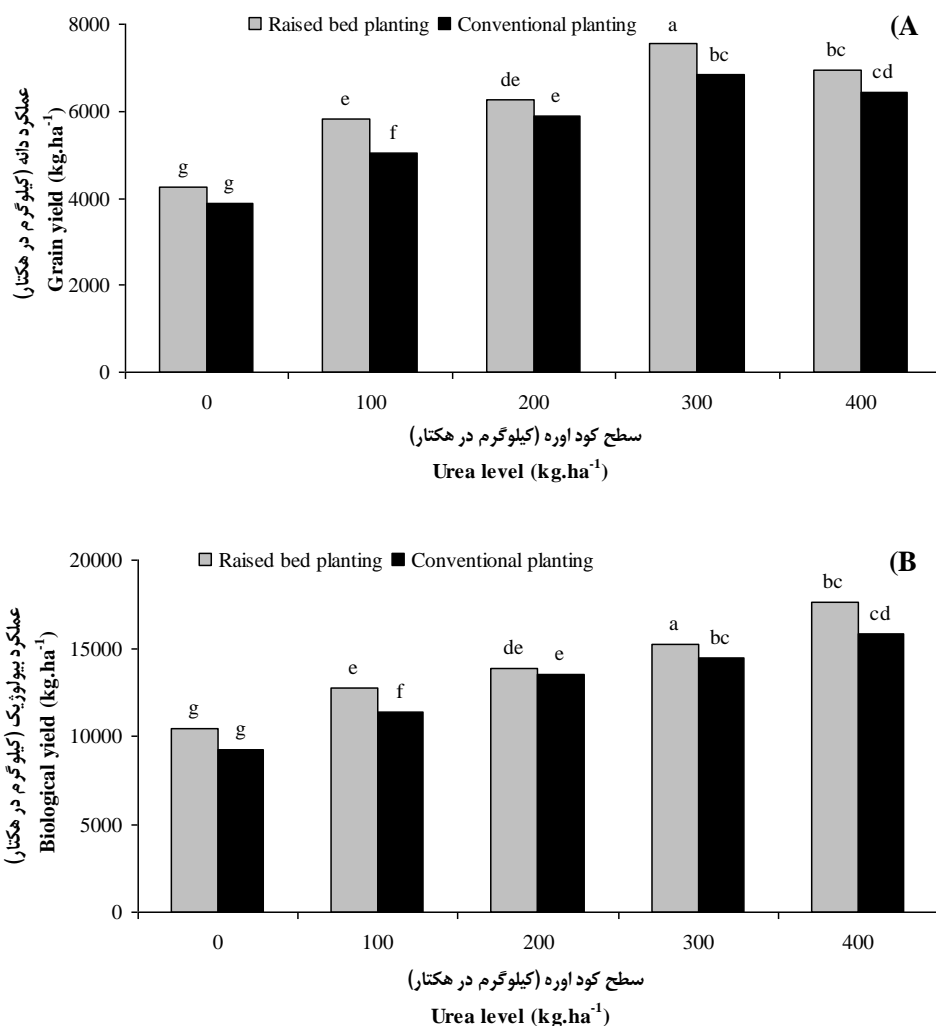 Raised bed planting Conventional planting
(A
8000
6000
4000
2000
0
عملکرد دانه (کیلوگرم در هکتار)
Grain yield (kg.ha⁻¹)
g g e f de e a bc bc cd
0 100 200 300 400
سطح کود اوره (کیلوگرم در هکتار)
Urea level (kg.ha⁻¹)
Raised bed planting Conventional planting
(B
20000
15000
10000
5000
0
عملکرد بیولوژیک (کیلوگرم در هکتار)
Biological yield (kg.ha⁻¹)
g g e f de e a bc bc cd
0 100 200 300 400
سطح کود اوره (کیلوگرم در هکتار)
Urea level (kg.ha⁻¹)